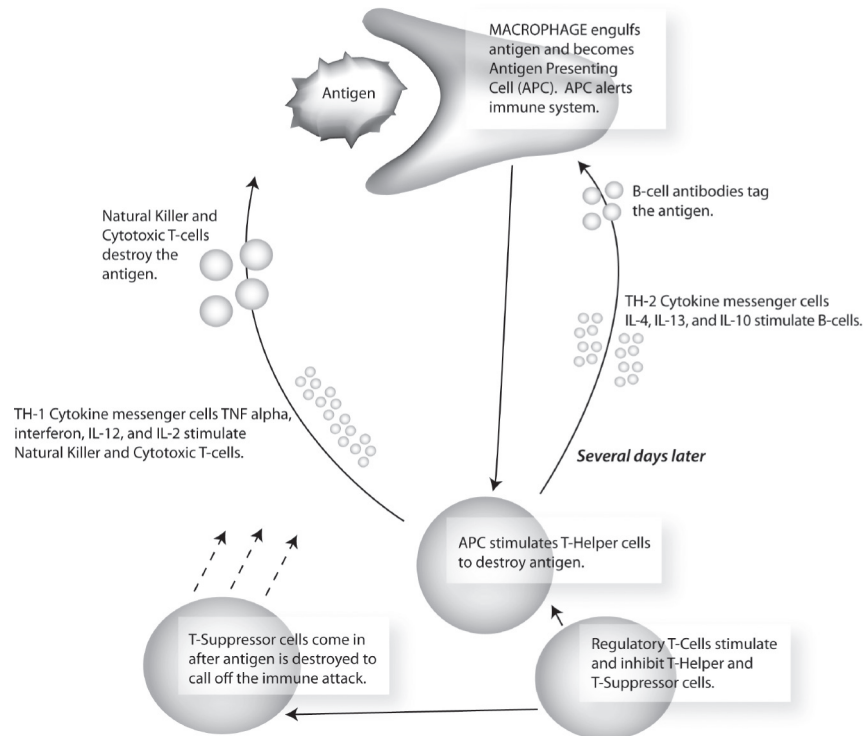 MACROPHAGE engulfs
antigen and becomes
Antigen Presenting
Cell (APC).  APC alerts
immune system.
Antigen
B-cell antibodies tag
the antigen.
Natural Killer and
Cytotoxic T-cells
destroy the
antigen.
TH-2 Cytokine messenger cells
IL-4, IL-13, and IL-10 stimulate B-cells.
TH-1 Cytokine messenger cells TNF alpha,
interferon, IL-12, and IL-2 stimulate
Natural Killer and Cytotoxic T-cells.
Several days later
APC stimulates T-Helper cells
to destroy antigen.
T-Suppressor cells come in
after antigen is destroyed to
call off the immune attack.
Regulatory T-Cells stimulate
and inhibit T-Helper and
T-Suppressor cells.